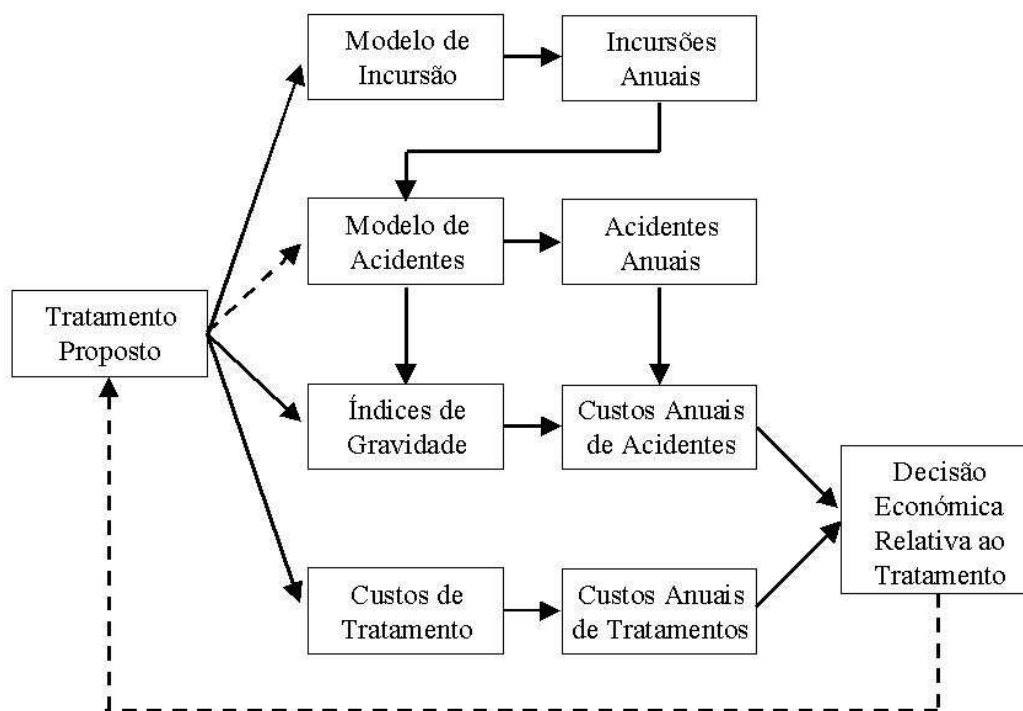 Modelo de
Incursão
Incursões
Anuais
Modelo de
Acidentes
Acidentes
Anuais
Tratamento
Proposto
Índices de
Gravidade
Custos Anuais
de Acidentes
Decisão
Económica
Relativa ao
Tratamento
Custos de
Tratamento
Custos Anuais
de Tratamentos